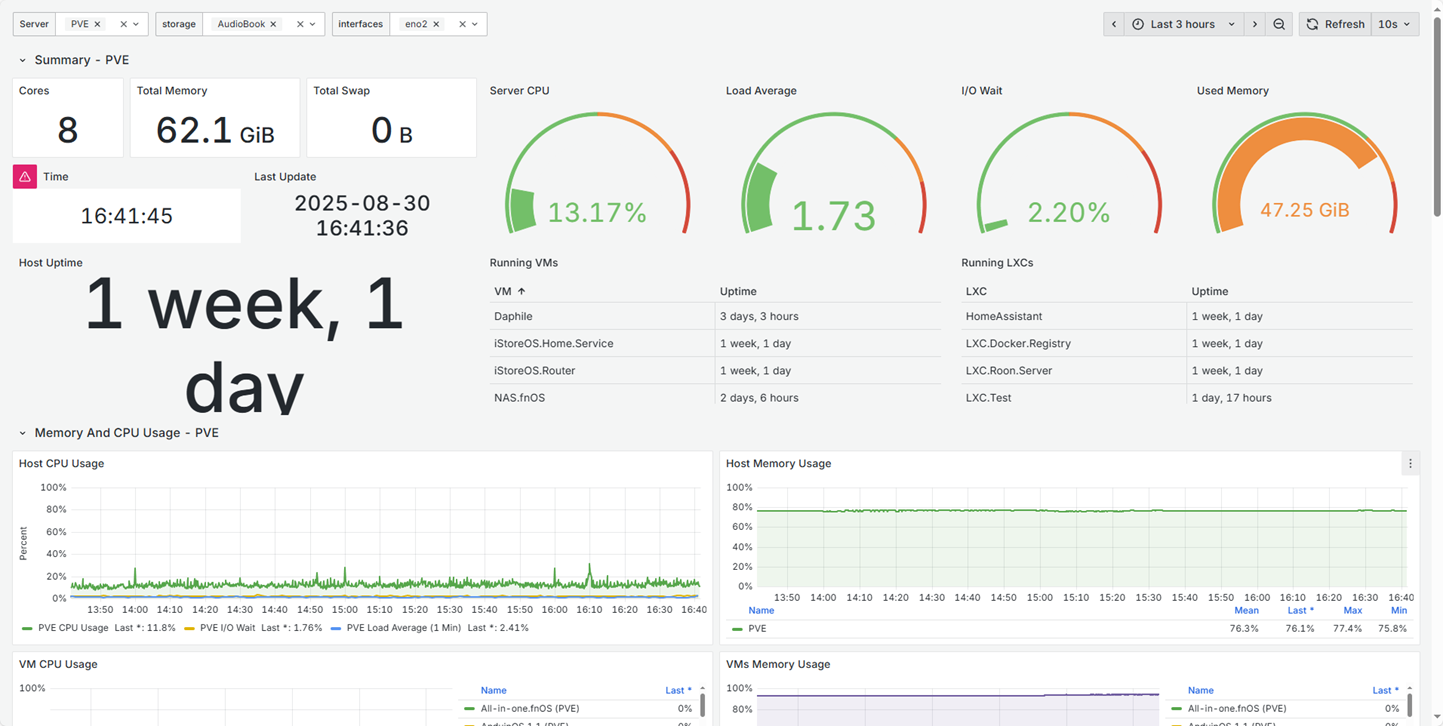 Server PVE × × storage AudioBook × × interfaces eno2 × × Last 3 hours Refresh 10s
Summary - PVE
Cores Total Memory Total Swap Server CPU Load Average I/O Wait Used Memory
8 62.1 GiB 0 B
Time Last Update
16:41:45
2025-08-30
16:41:36
13.17% 1.73 2.20% 47.25 GiB
Host Uptime
1 week, 1
day
Running VMs
VM ↑ Uptime
Daphile 3 days, 3 hours
iStoreOS.Home.Service 1 week, 1 day
iStoreOS.Router 1 week, 1 day
NAS.fnOS 2 days, 6 hours
Running LXCs
LXC Uptime
HomeAssistant 1 week, 1 day
LXC.Docker.Registry 1 week, 1 day
LXC.Roon.Server 1 week, 1 day
LXC.Test 1 day, 17 hours
Memory And CPU Usage - PVE
Host CPU Usage
Percent
100%
80%
60%
40%
20%
0%
13:50 14:00 14:10 14:20 14:30 14:40 14:50 15:00 15:10 15:20 15:30 15:40 15:50 16:00 16:10 16:20 16:30 16:40
PVE CPU Usage Last *: 11.8% PVE I/O Wait Last *: 1.76% PVE Load Average (1 Min) Last *: 2.41%
Host Memory Usage
100%
80%
60%
40%
20%
0%
13:50 14:00 14:10 14:20 14:30 14:40 14:50 15:00 15:10 15:20 15:30 15:40 15:50 16:00 16:10 16:20 16:30 16:40
Name Mean Last * Max Min
PVE 76.3% 76.1% 77.4% 75.8%
VM CPU Usage
100%
Name Last *
All-in-one.fnOS (PVE) 0%
VMs Memory Usage
100%
80%
Name Last *
All-in-one.fnOS (PVE) 0%